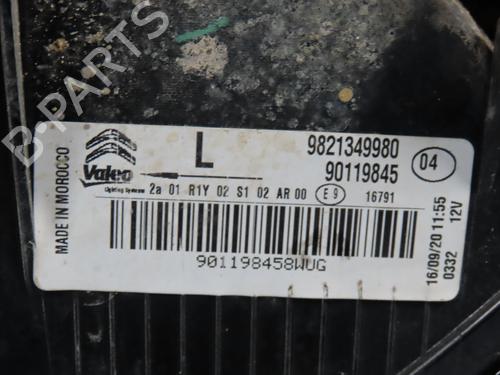 B-PARTS
MADE IN MOROCCO
Valeo
Lighting Systems
L
9821349980
90119845
04
2a 01 R1Y 02 S1 02 AR 00 E9 16791
901198458WUG
16/09/20 11:55
0332 12V